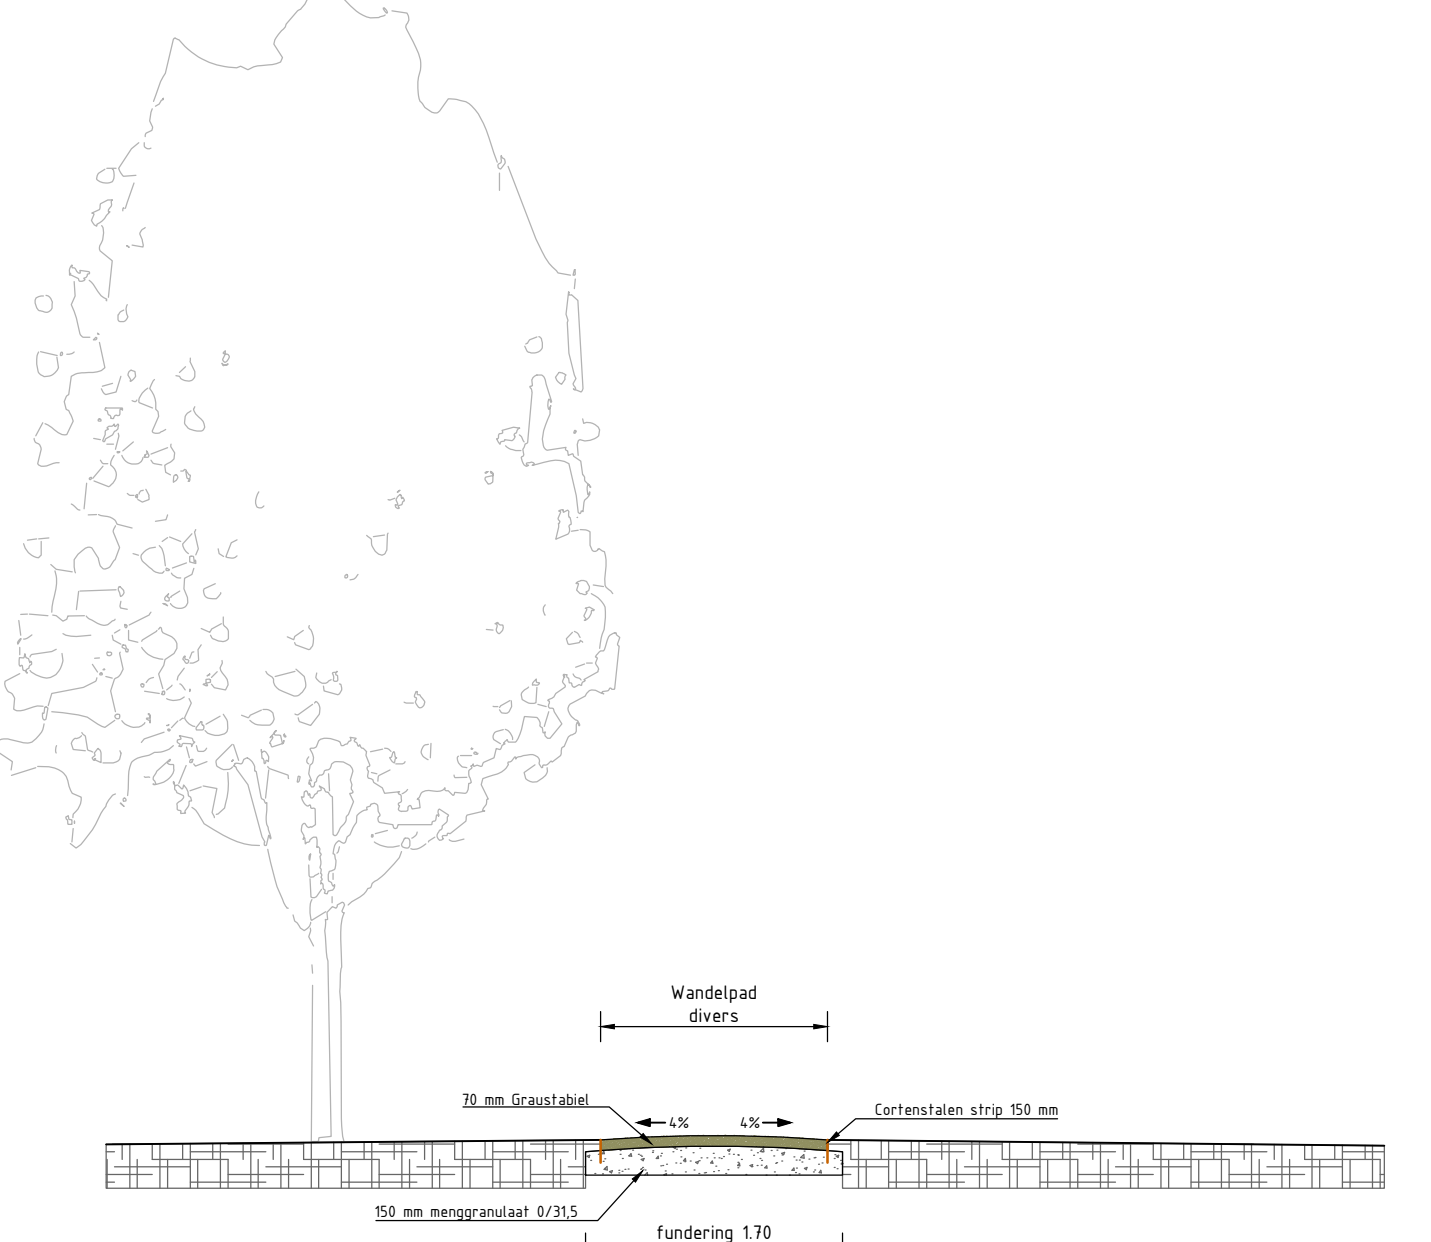 Wandelpad
divers
70 mm Graustabiel
4%
4%
Cortenstalen strip 150 mm
150 mm menggranulaat 0/31,5
fundering 1.70